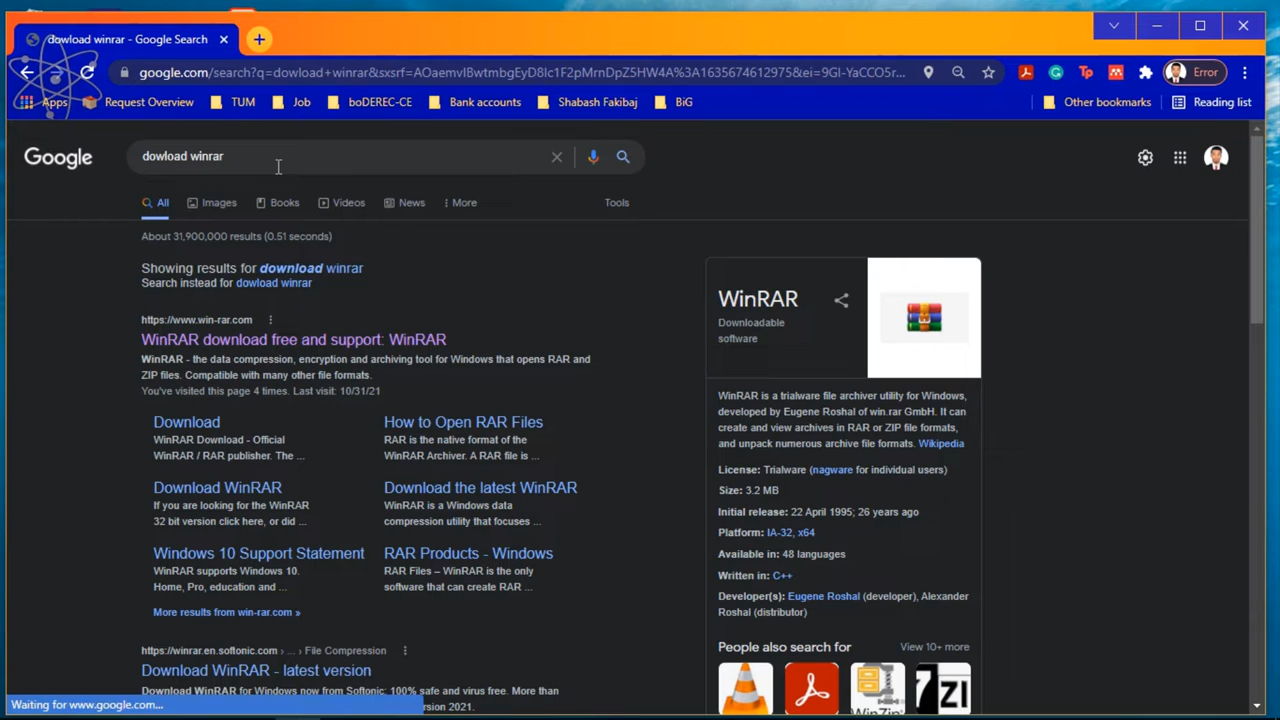 dowload winrar - Google Search
google.com/search?q=dowload+winrar&sxsrf=AOaemvIBwtmbgEyD8Ic1F2pMrnDpZ5HW4A%3A1635674612975&ei=9GI-YaCCO5r...
Error
Apps
Request Overview
TUM
Job
boDEREC-CE
Bank accounts
Shabash Fakibaj
BiG
Other bookmarks
Reading list
Google
dowload winrar
All
Images
Books
Videos
News
More
Tools
About 31,900,000 results (0.51 seconds)
Showing results for download winrar
Search instead for dowload winrar
https://www.win-rar.com
WinRAR download free and support: WinRAR
WinRAR - the data compression, encryption and archiving tool for Windows that opens RAR and
ZIP files. Compatible with many other file formats.
You've visited this page 4 times. Last visit: 10/31/21
Download
WinRAR Download - Official
WinRAR / RAR publisher. The ...
How to Open RAR Files
RAR is the native format of the
WinRAR Archiver. A RAR file is ...
Download WinRAR
If you are looking for the WinRAR
32 bit version click here, or did ...
Download the latest WinRAR
WinRAR is a Windows data
compression utility that focuses ...
Windows 10 Support Statement
WinRAR supports Windows 10.
Home, Pro, education and ...
RAR Products - Windows
RAR Files – WinRAR is the only
software that can create RAR ...
More results from win-rar.com »
https://winrar.en.softonic.com › ... › File Compression
Download WinRAR - latest version
Download WinRAR for Windows now from Softonic: 100% safe and virus free. More than
version 2021.
WinRAR
Downloadable
software
WinRAR is a trialware file archiver utility for Windows,
developed by Eugene Roshal of win.rar GmbH. It can
create and view archives in RAR or ZIP file formats,
and unpack numerous archive file formats. Wikipedia
License: Trialware (nagware for individual users)
Size: 3.2 MB
Initial release: 22 April 1995; 26 years ago
Platform: IA-32, x64
Available in: 48 languages
Written in: C++
Developer(s): Eugene Roshal (developer), Alexander
Roshal (distributor)
People also search for
View 10+ more
WinZip
7ZI
Waiting for www.google.com...